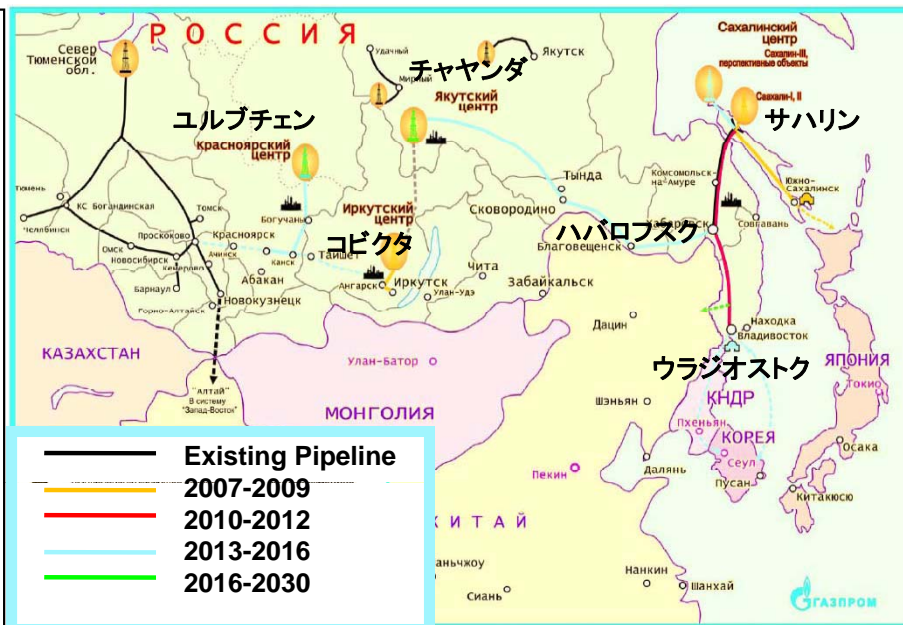 РОССИЯ
Север
Тюменской
обл.
Удачный
Мирный
Якутск
チャヤンダ
Якутский
центр
ユルブチェン
Красноярский
центр
Сахалинский
центр
Сахалин-III,
перспективные объекты
Сахалин-I, II
サハリン
Тюмень
КС Богандинская
Челябинск
Проскоково
Томск
Омск
Новосибирск
Кемерово
Барнаул
Горно-Алтайск
Новокузнецк
Красноярск
Ачинск
Абакан
Канск
Богучаны
Тайшет
Иркутский
центр
コビクタ
Ангарск
Иркутск
Улан-Удэ
Чита
Забайкальск
Тында
Сковородино
Благовещенск
Комсомольск-
на-Амуре
Хабаровск
ハバロフスク
Совгавань
Южно-
Сахалинск
Находка
Владивосток
ウラジオストク
Дацин
КАЗАХСТАН
Улан-Батор
МОНГОЛИЯ
"Алтай"
В систему
"Запад-Восток"
Шэньян
КНДР
Пхеньян
КОРЕЯ
Сеул
Пусан
ЯПОНИЯ
Токио
Осака
Китакюсю
Пекин
Далянь
КИТАЙ
Сиань
Нанкин
Шанхай
ГАЗПРОМ
Existing Pipeline
2007-2009
2010-2012
2013-2016
2016-2030